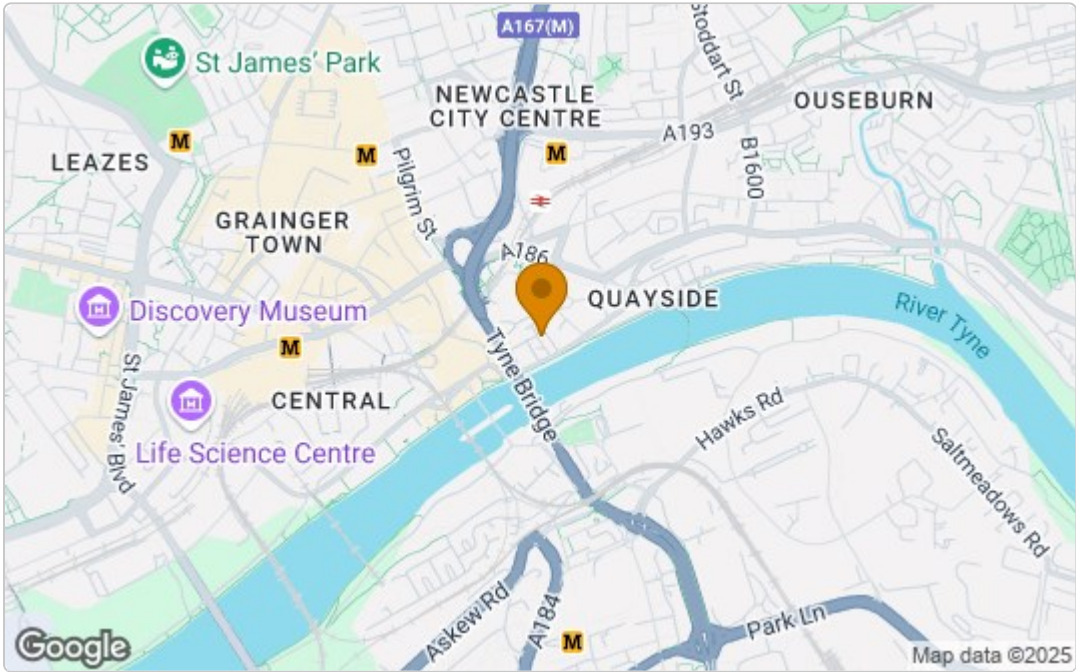 A167(M)
Stoddart St
St James' Park
NEWCASTLE
CITY CENTRE
OUSEBURN
A193
M
M
M
LEAZES
Pilgrim St
B1600
GRAINGER
TOWN
A186
QUAYSIDE
River Tyne
Discovery Museum
M
Tyne Bridge
St James' Blvd
CENTRAL
Hawks Rd
Life Science Centre
Saltmeadows Rd
Askew Rd
A184
Park Ln
M
Google
Map data ©2025